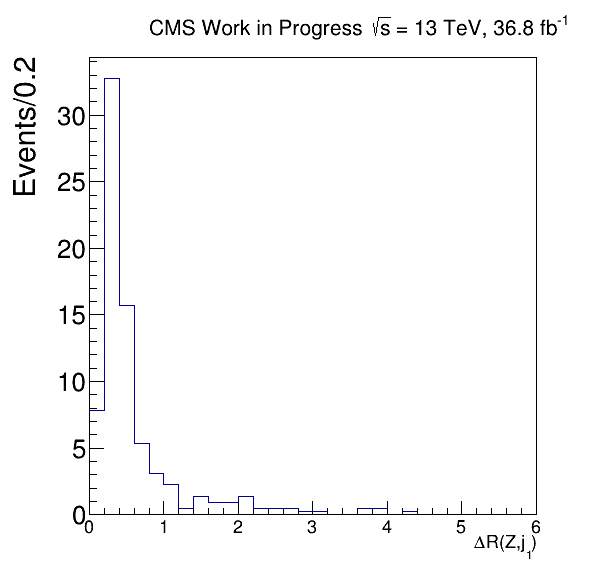 CMS Work in Progress √s = 13 TeV, 36.8 fb⁻¹
Events/0.2
30
25
20
15
10
5
0
0 1 2 3 4 5 6
ΔR(Z,j₁)